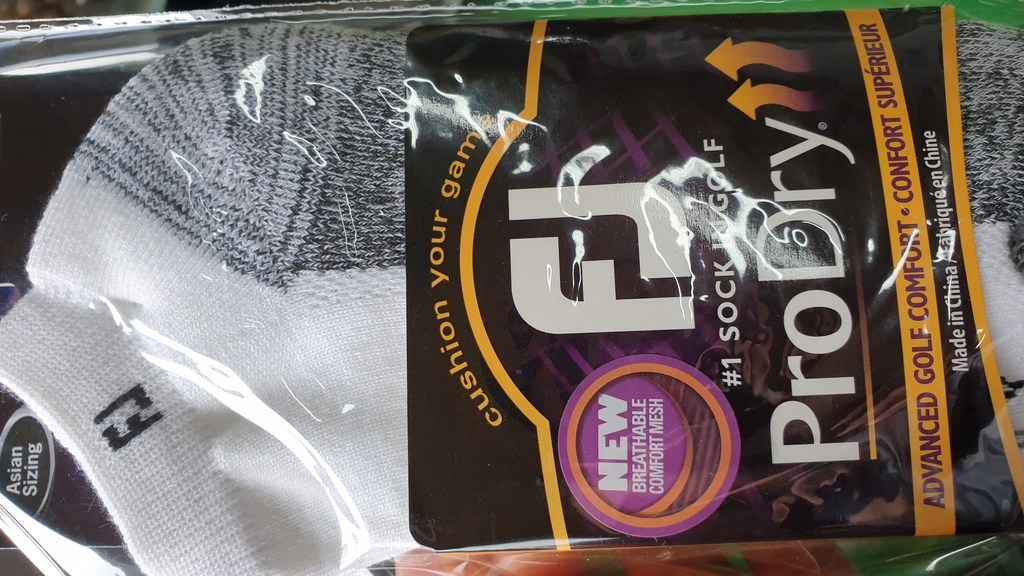 cushion your game
FJ
#1 SOCK IN GOLF
NEW
BREATHABLE
COMFORT MESH
ProDry®
ADVANCED GOLF COMFORT • CONFORT SUPÉRIEUR
Made in China / Fabriqué en Chine
FJ
Asian
Sizing